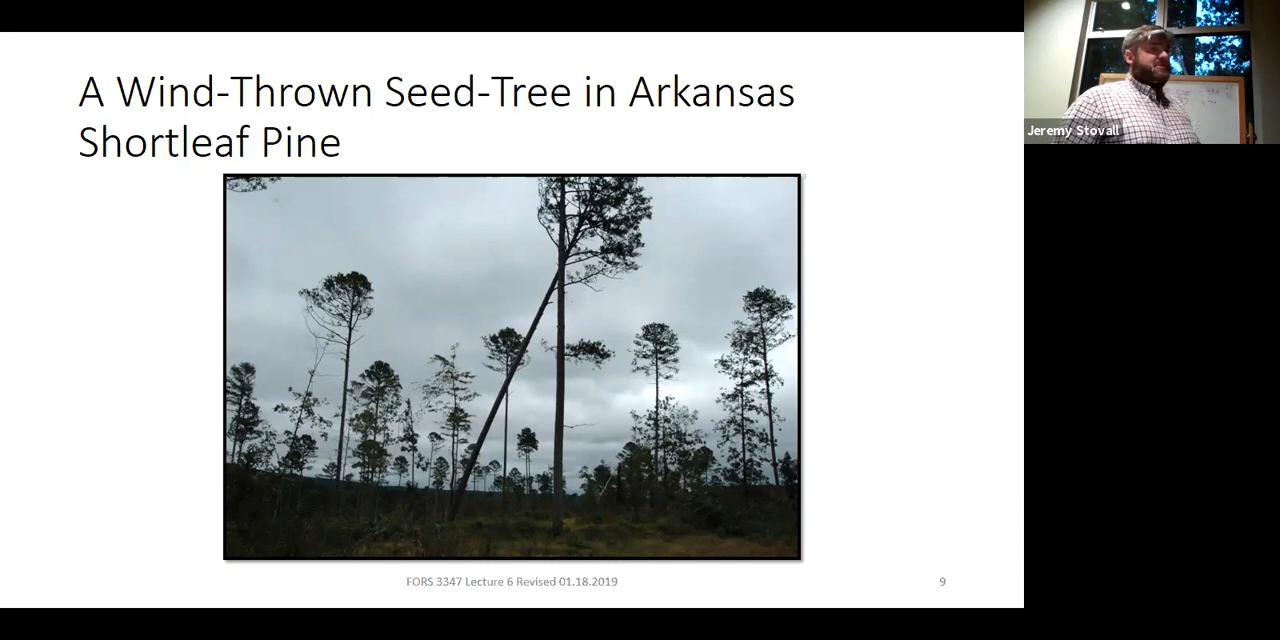 A Wind-Thrown Seed-Tree in Arkansas
Shortleaf Pine
Jeremy Stovall
FORS 3347 Lecture 6 Revised 01.18.2019
9